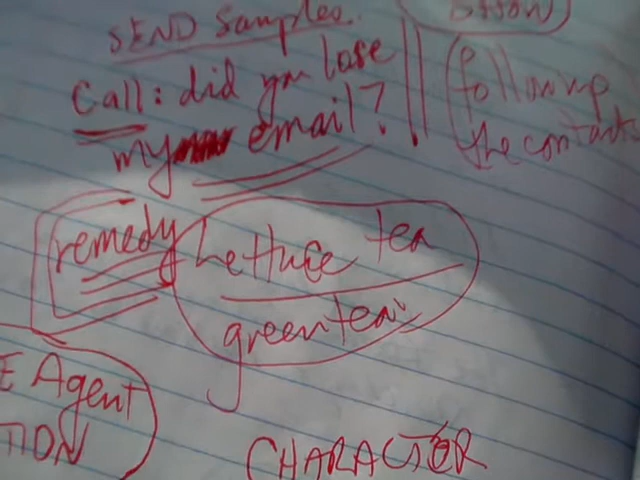 SEND Samples.
Call: did you lose
my email?
follow up
the contacts
remedy
Lettuce tea
green tea
E Agent
TION
CHARACTER